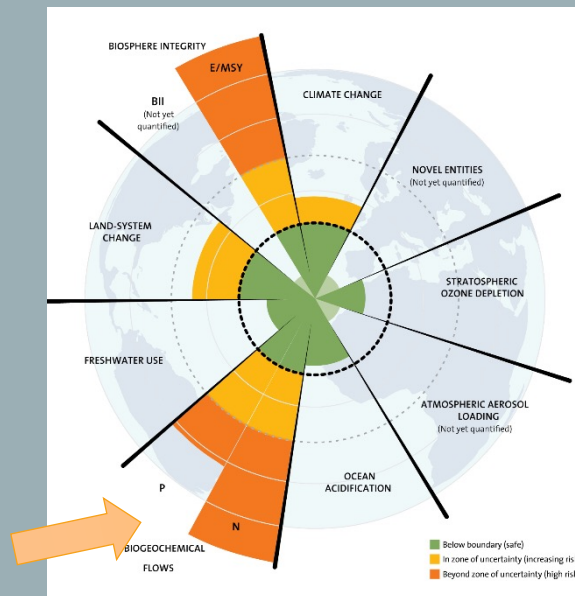 BIOSPHERE INTEGRITY
E/MSY
CLIMATE CHANGE
BII
(Not yet
quantified)
NOVEL ENTITIES
(Not yet quantified)
LAND-SYSTEM
CHANGE
STRATOSPHERIC
OZONE DEPLETION
FRESHWATER USE
ATMOSPHERIC AEROSOL
LOADING
(Not yet quantified)
OCEAN
ACIDIFICATION
P
N
BIOGEOCHEMICAL
FLOWS
Below boundary (safe)
In zone of uncertainty (increasing ris
Beyond zone of uncertainty (high risk